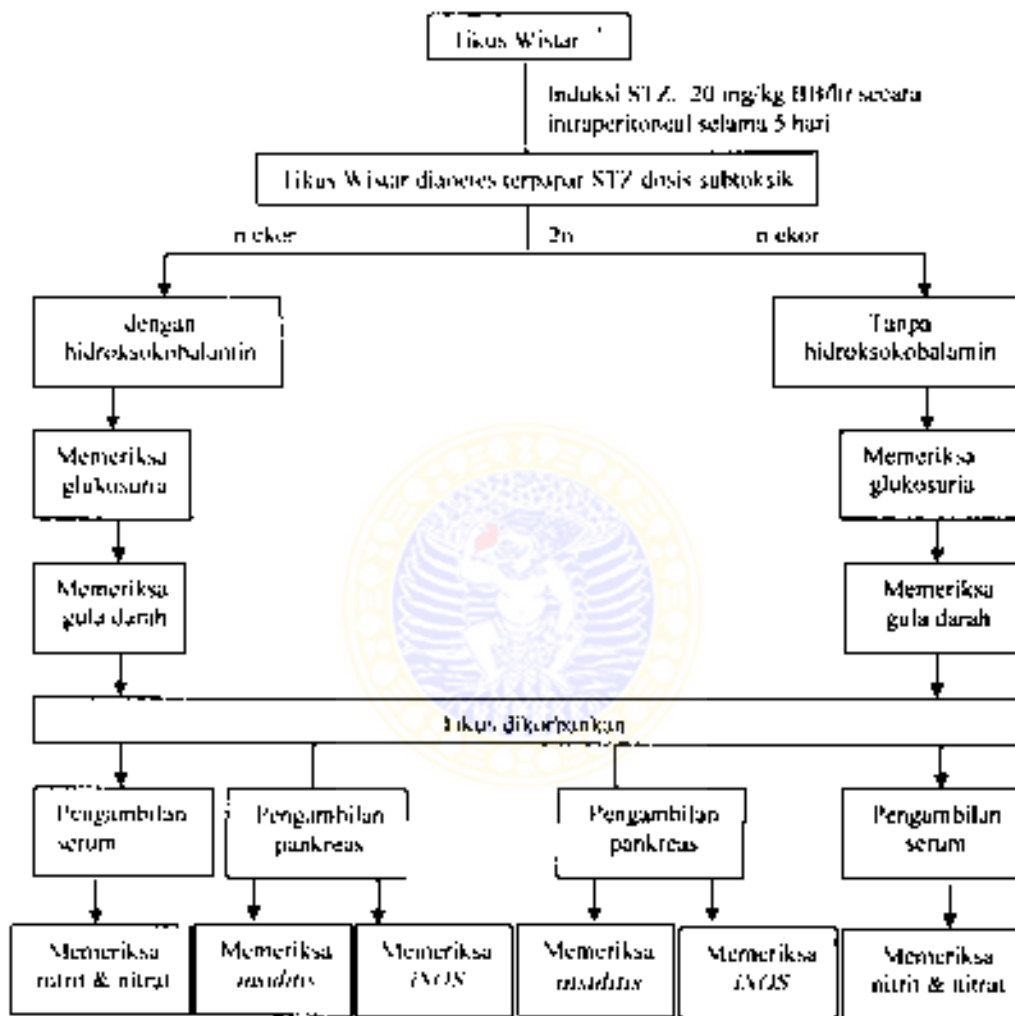 Tikus Wistar
Induksi STZ 20 mg/kg BB/hr secara
intraperitoneal selama 5 hari
Tikus Wistar diabetes terpapar STZ dosis subtoksik
n ekor 2n n ekor
dengan
hidroksokobalamin
Tanpa
hidroksokobalamin
Memeriksa
glukosuria
Memeriksa
glukosuria
Memeriksa
gula darah
Memeriksa
gula darah
Tikus dikorbankan
Pengambilan
serum
Pengambilan
pankreas
Pengambilan
pankreas
Pengambilan
serum
Memeriksa
nitrit & nitrat
Memeriksa
insulitis
Memeriksa
iNOS
Memeriksa
insulitis
Memeriksa
iNOS
Memeriksa
nitrit & nitrat